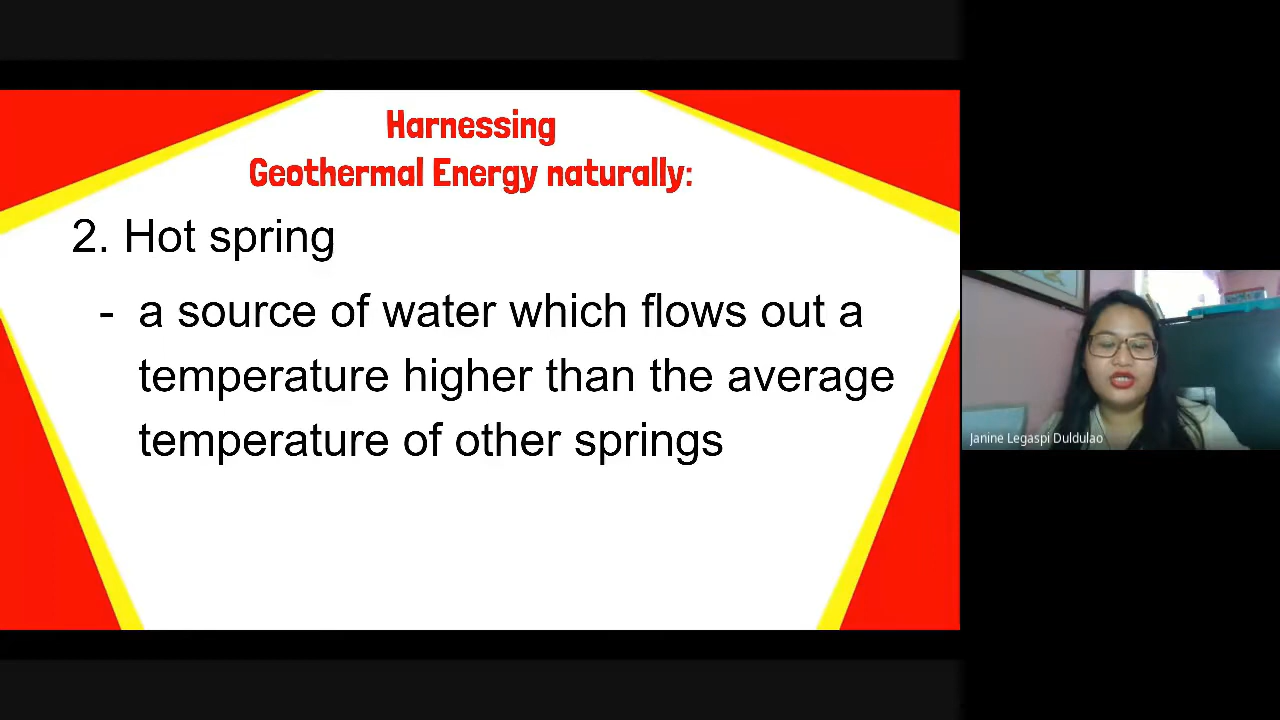 Harnessing
Geothermal Energy naturally:
2. Hot spring
- a source of water which flows out a
temperature higher than the average
temperature of other springs
Janine Legaspi Duldulao